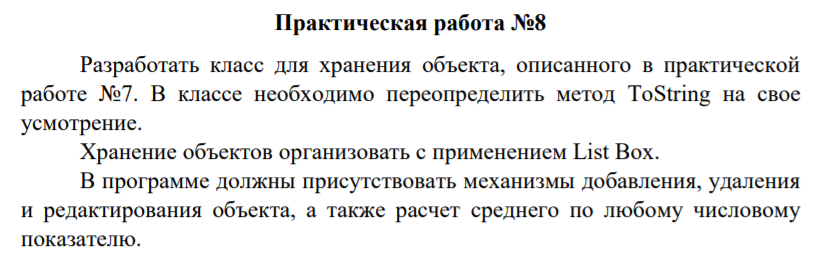 Практическая работа №8
Разработать класс для хранения объекта, описанного в практической
работе №7. В классе необходимо переопределить метод ToString на свое
усмотрение.
Хранение объектов организовать с применением List Box.
В программе должны присутствовать механизмы добавления, удаления
и редактирования объекта, а также расчет среднего по любому числовому
показателю.